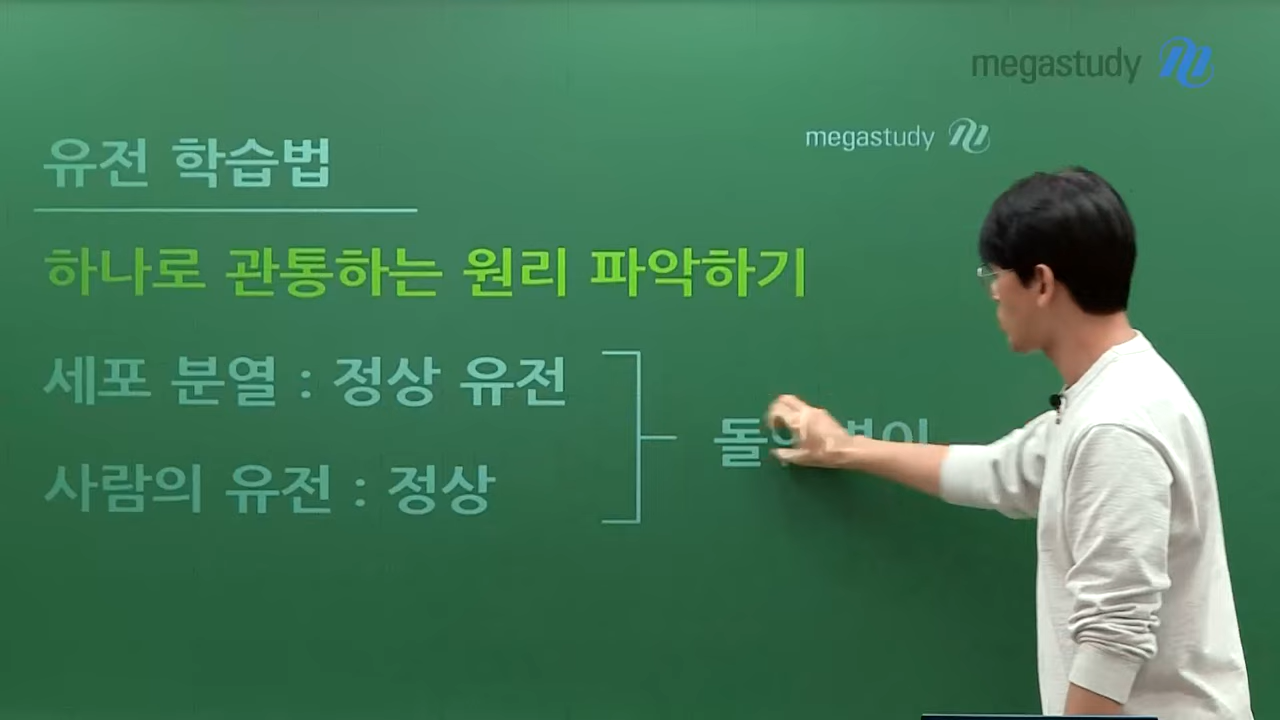 megastudy
megastudy
유전 학습법
하나로 관통하는 원리 파악하기
세포 분열 : 정상 유전
사람의 유전 : 정상